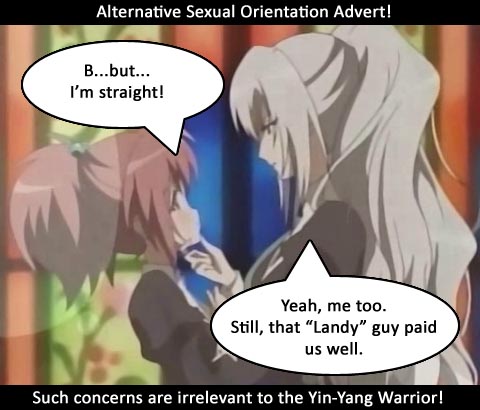 Alternative Sexual Orientation Advert!
B...but...
I'm straight!
Yeah, me too.
Still, that “Landy” guy paid
us well.
Such concerns are irrelevant to the Yin-Yang Warrior!